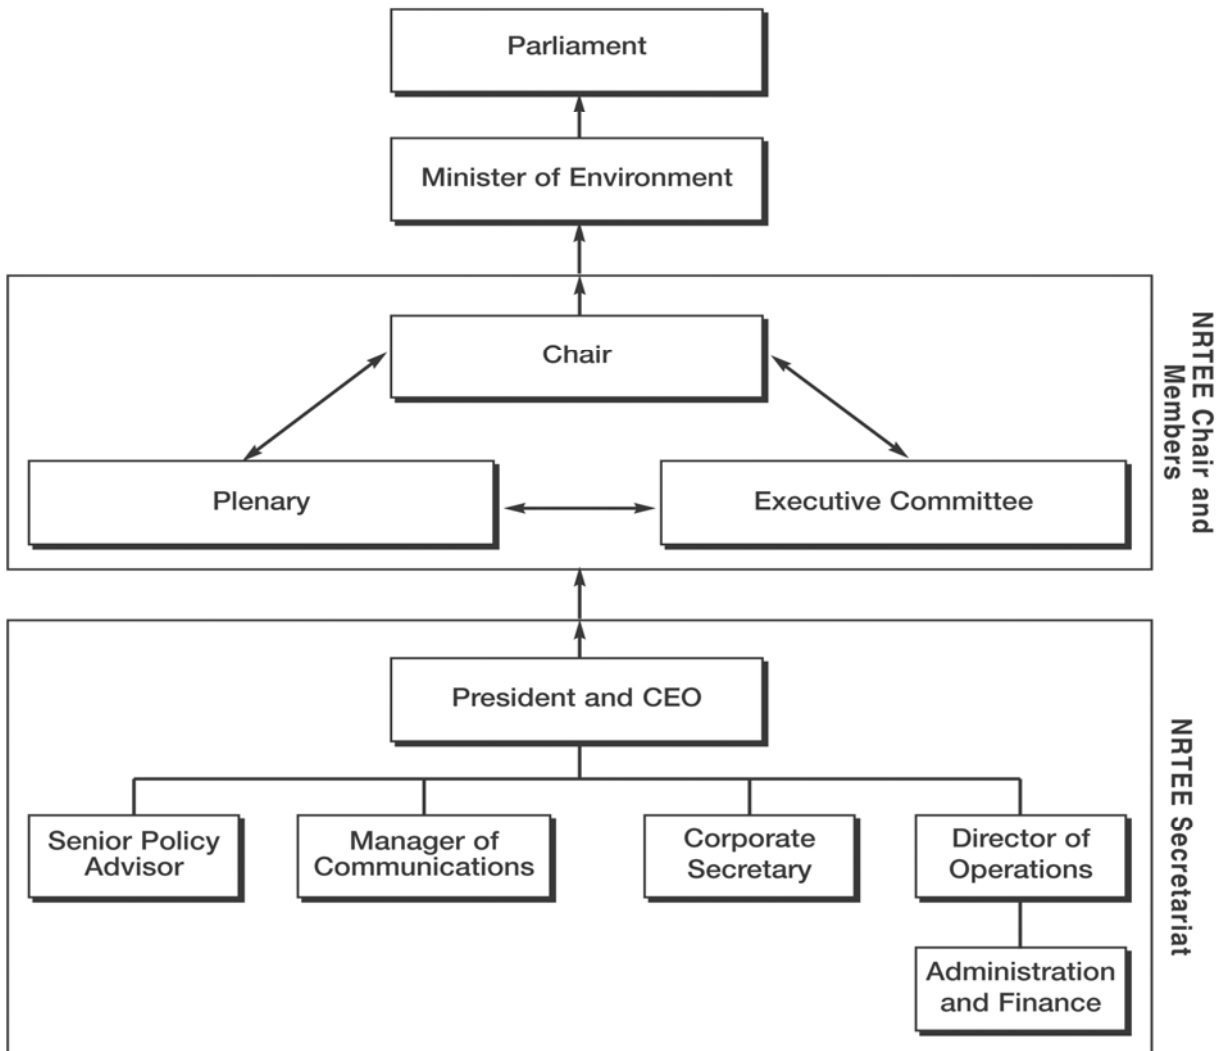 Parliament
Minister of Environment
Chair
Plenary
Executive Committee
NRTEE Chair and
Members
President and CEO
Senior Policy
Advisor
Manager of
Communications
Corporate
Secretary
Director of
Operations
Administration
and Finance
NRTEE Secretariat